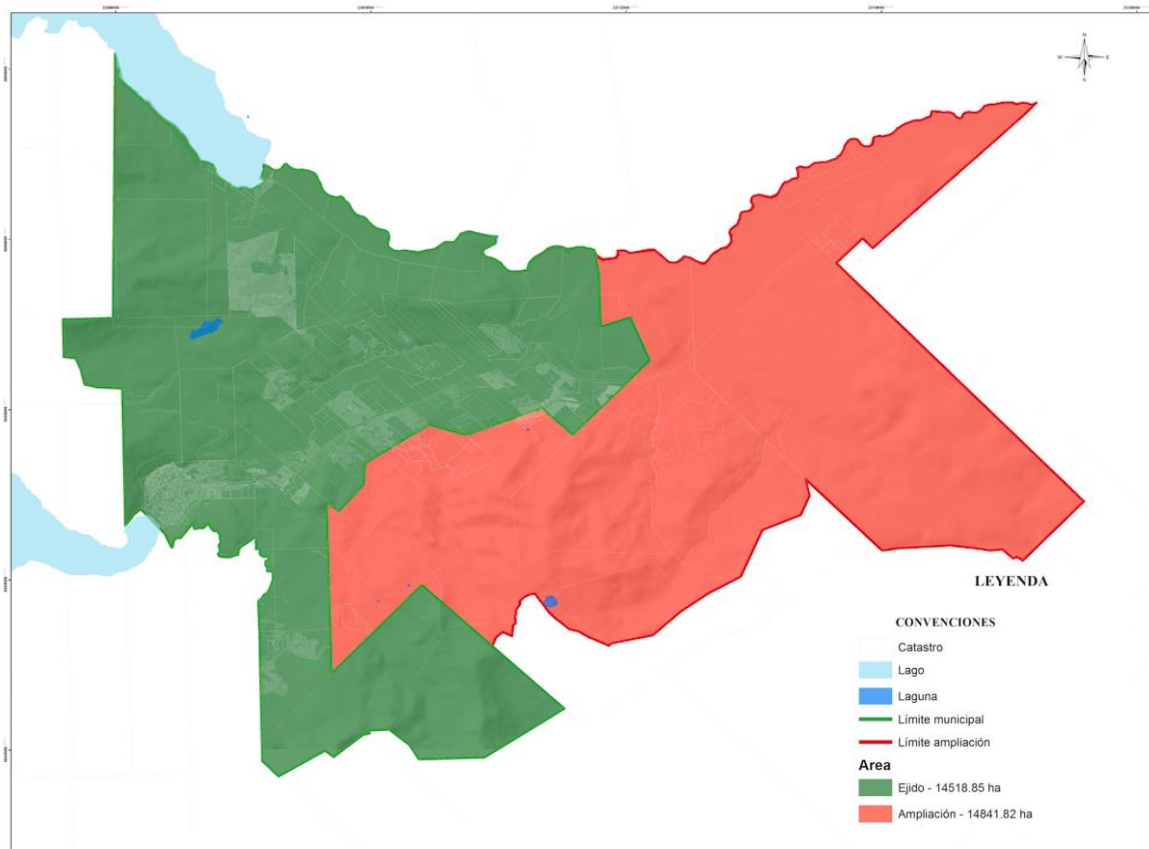 N
W E
S
LEYENDA
CONVENCIONES
Catastro
Lago
Laguna
Límite municipal
Límite ampliación
Area
Ejido - 14518.85 ha
Ampliación - 14841.82 ha